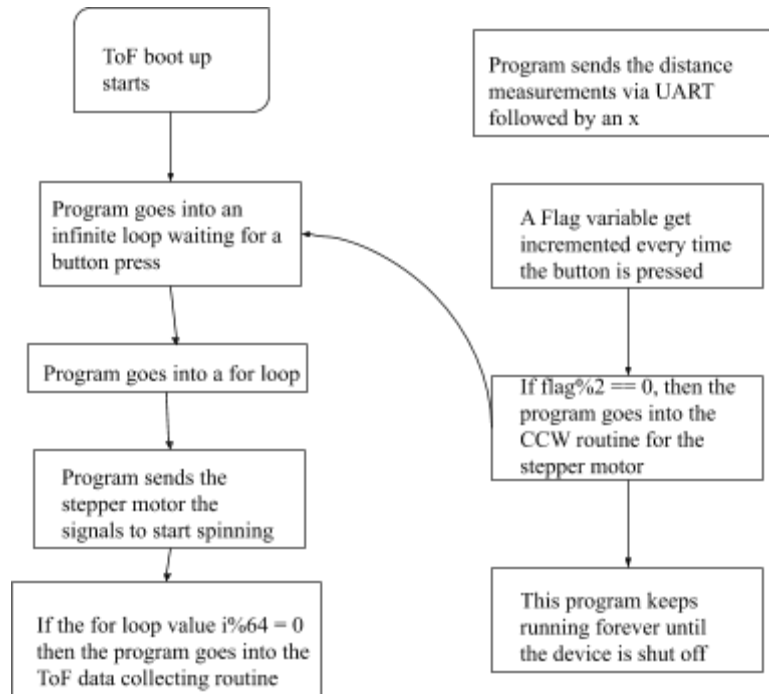 ToF boot up
starts
Program goes into an
infinite loop waiting for a
button press
Program goes into a for loop
Program sends the
stepper motor the
signals to start spinning
If the for loop value i%64 = 0
then the program goes into the
ToF data collecting routine
Program sends the distance
measurements via UART
followed by an x
A Flag variable get
incremented every time
the button is pressed
If flag%2 == 0, then the
program goes into the
CCW routine for the
stepper motor
This program keeps
running forever until
the device is shut off